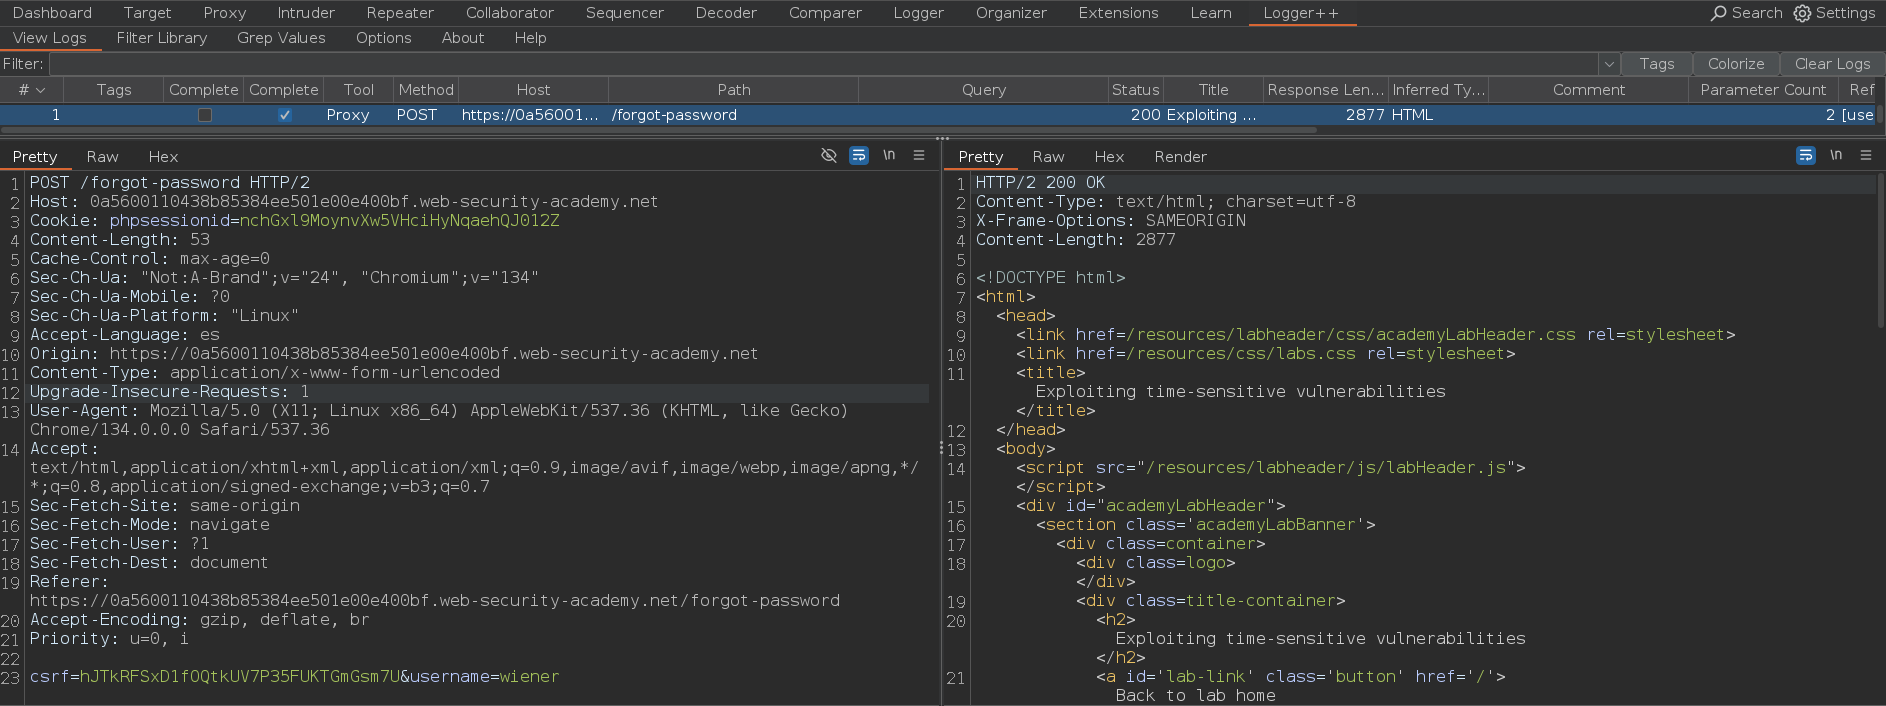 Dashboard Target Proxy Intruder Repeater Collaborator Sequencer Decoder Comparer Logger Organizer Extensions Learn Logger++ Search Settings
View Logs Filter Library Grep Values Options About Help
Filter: Tags Colorize Clear Logs
# Tags Complete Complete Tool Method Host Path Query Status Title Response Len... Inferred Ty... Comment Parameter Count Ref
1 Proxy POST https://0a56001... /forgot-password 200 Exploiting ... 2877 HTML 2 [use
Pretty Raw Hex \n
1 POST /forgot-password HTTP/2
2 Host: 0a5600110438b85384ee501e00e400bf.web-security-academy.net
3 Cookie: phpsessionid=nchGxl9MoynvXw5VHciHyNqaehQJ012Z
4 Content-Length: 53
5 Cache-Control: max-age=0
6 Sec-Ch-Ua: "Not:A-Brand";v="24", "Chromium";v="134"
7 Sec-Ch-Ua-Mobile: ?0
8 Sec-Ch-Ua-Platform: "Linux"
9 Accept-Language: es
10 Origin: https://0a5600110438b85384ee501e00e400bf.web-security-academy.net
11 Content-Type: application/x-www-form-urlencoded
12 Upgrade-Insecure-Requests: 1
13 User-Agent: Mozilla/5.0 (X11; Linux x86_64) AppleWebKit/537.36 (KHTML, like Gecko)
Chrome/134.0.0.0 Safari/537.36
14 Accept:
text/html,application/xhtml+xml,application/xml;q=0.9,image/avif,image/webp,image/apng,*/
*;q=0.8,application/signed-exchange;v=b3;q=0.7
15 Sec-Fetch-Site: same-origin
16 Sec-Fetch-Mode: navigate
17 Sec-Fetch-User: ?1
18 Sec-Fetch-Dest: document
19 Referer:
https://0a5600110438b85384ee501e00e400bf.web-security-academy.net/forgot-password
20 Accept-Encoding: gzip, deflate, br
21 Priority: u=0, i
22
23 csrf=hJTkRFSxD1fOQtkUV7P35FUKTGmGsm7U&username=wiener
Pretty Raw Hex Render \n
1 HTTP/2 200 OK
2 Content-Type: text/html; charset=utf-8
3 X-Frame-Options: SAMEORIGIN
4 Content-Length: 2877
5
6 <!DOCTYPE html>
7 <html>
8 <head>
9 <link href=/resources/labheader/css/academyLabHeader.css rel=stylesheet>
10 <link href=/resources/css/labs.css rel=stylesheet>
11 <title>
Exploiting time-sensitive vulnerabilities
</title>
12 </head>
13 <body>
14 <script src="/resources/labheader/js/labHeader.js">
</script>
15 <div id="academyLabHeader">
16 <section class='academyLabBanner'>
17 <div class=container>
18 <div class=logo>
</div>
19 <div class=title-container>
20 <h2>
Exploiting time-sensitive vulnerabilities
</h2>
21 <a id='lab-link' class='button' href='/'>
Back to lab home